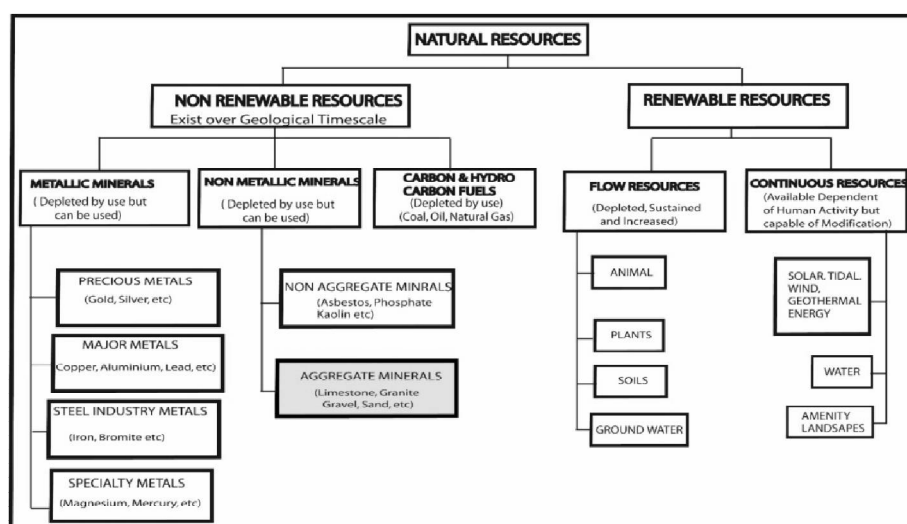 NATURAL RESOURCES
NON RENEWABLE RESOURCES
Exist over Geological Timescale
RENEWABLE RESOURCES
METALLIC MINERALS
( Depleted by use but
can be used)
NON METALLIC MINERALS
(Depleted by use but
can be used)
CARBON & HYDRO
CARBON FUELS
(Depleted by use)
(Coal, Oil, Natural Gas)
FLOW RESOURCES
(Depleted, Sustained
and Increased)
CONTINUOUS RESOURCES
(Available Dependent
of Human Activity but
capable of Modification)
PRECIOUS METALS
(Gold, Silver, etc)
MAJOR METALS
Copper, Aluminium, Lead, etc)
STEEL INDUSTRY METALS
(Iron, Bromite etc)
SPECIALTY METALS
(Magnesium, Mercury, etc)
NON AGGREGATE MINRALS
(Asbestos, Phosphate
Kaolin etc)
AGGREGATE MINERALS
(Limestone, Granite
Gravel, Sand, etc)
ANIMAL
PLANTS
SOILS
GROUND WATER
SOLAR. TIDAL.
WIND,
GEOTHERMAL
ENERGY
WATER
AMENITY
LANDSAPES